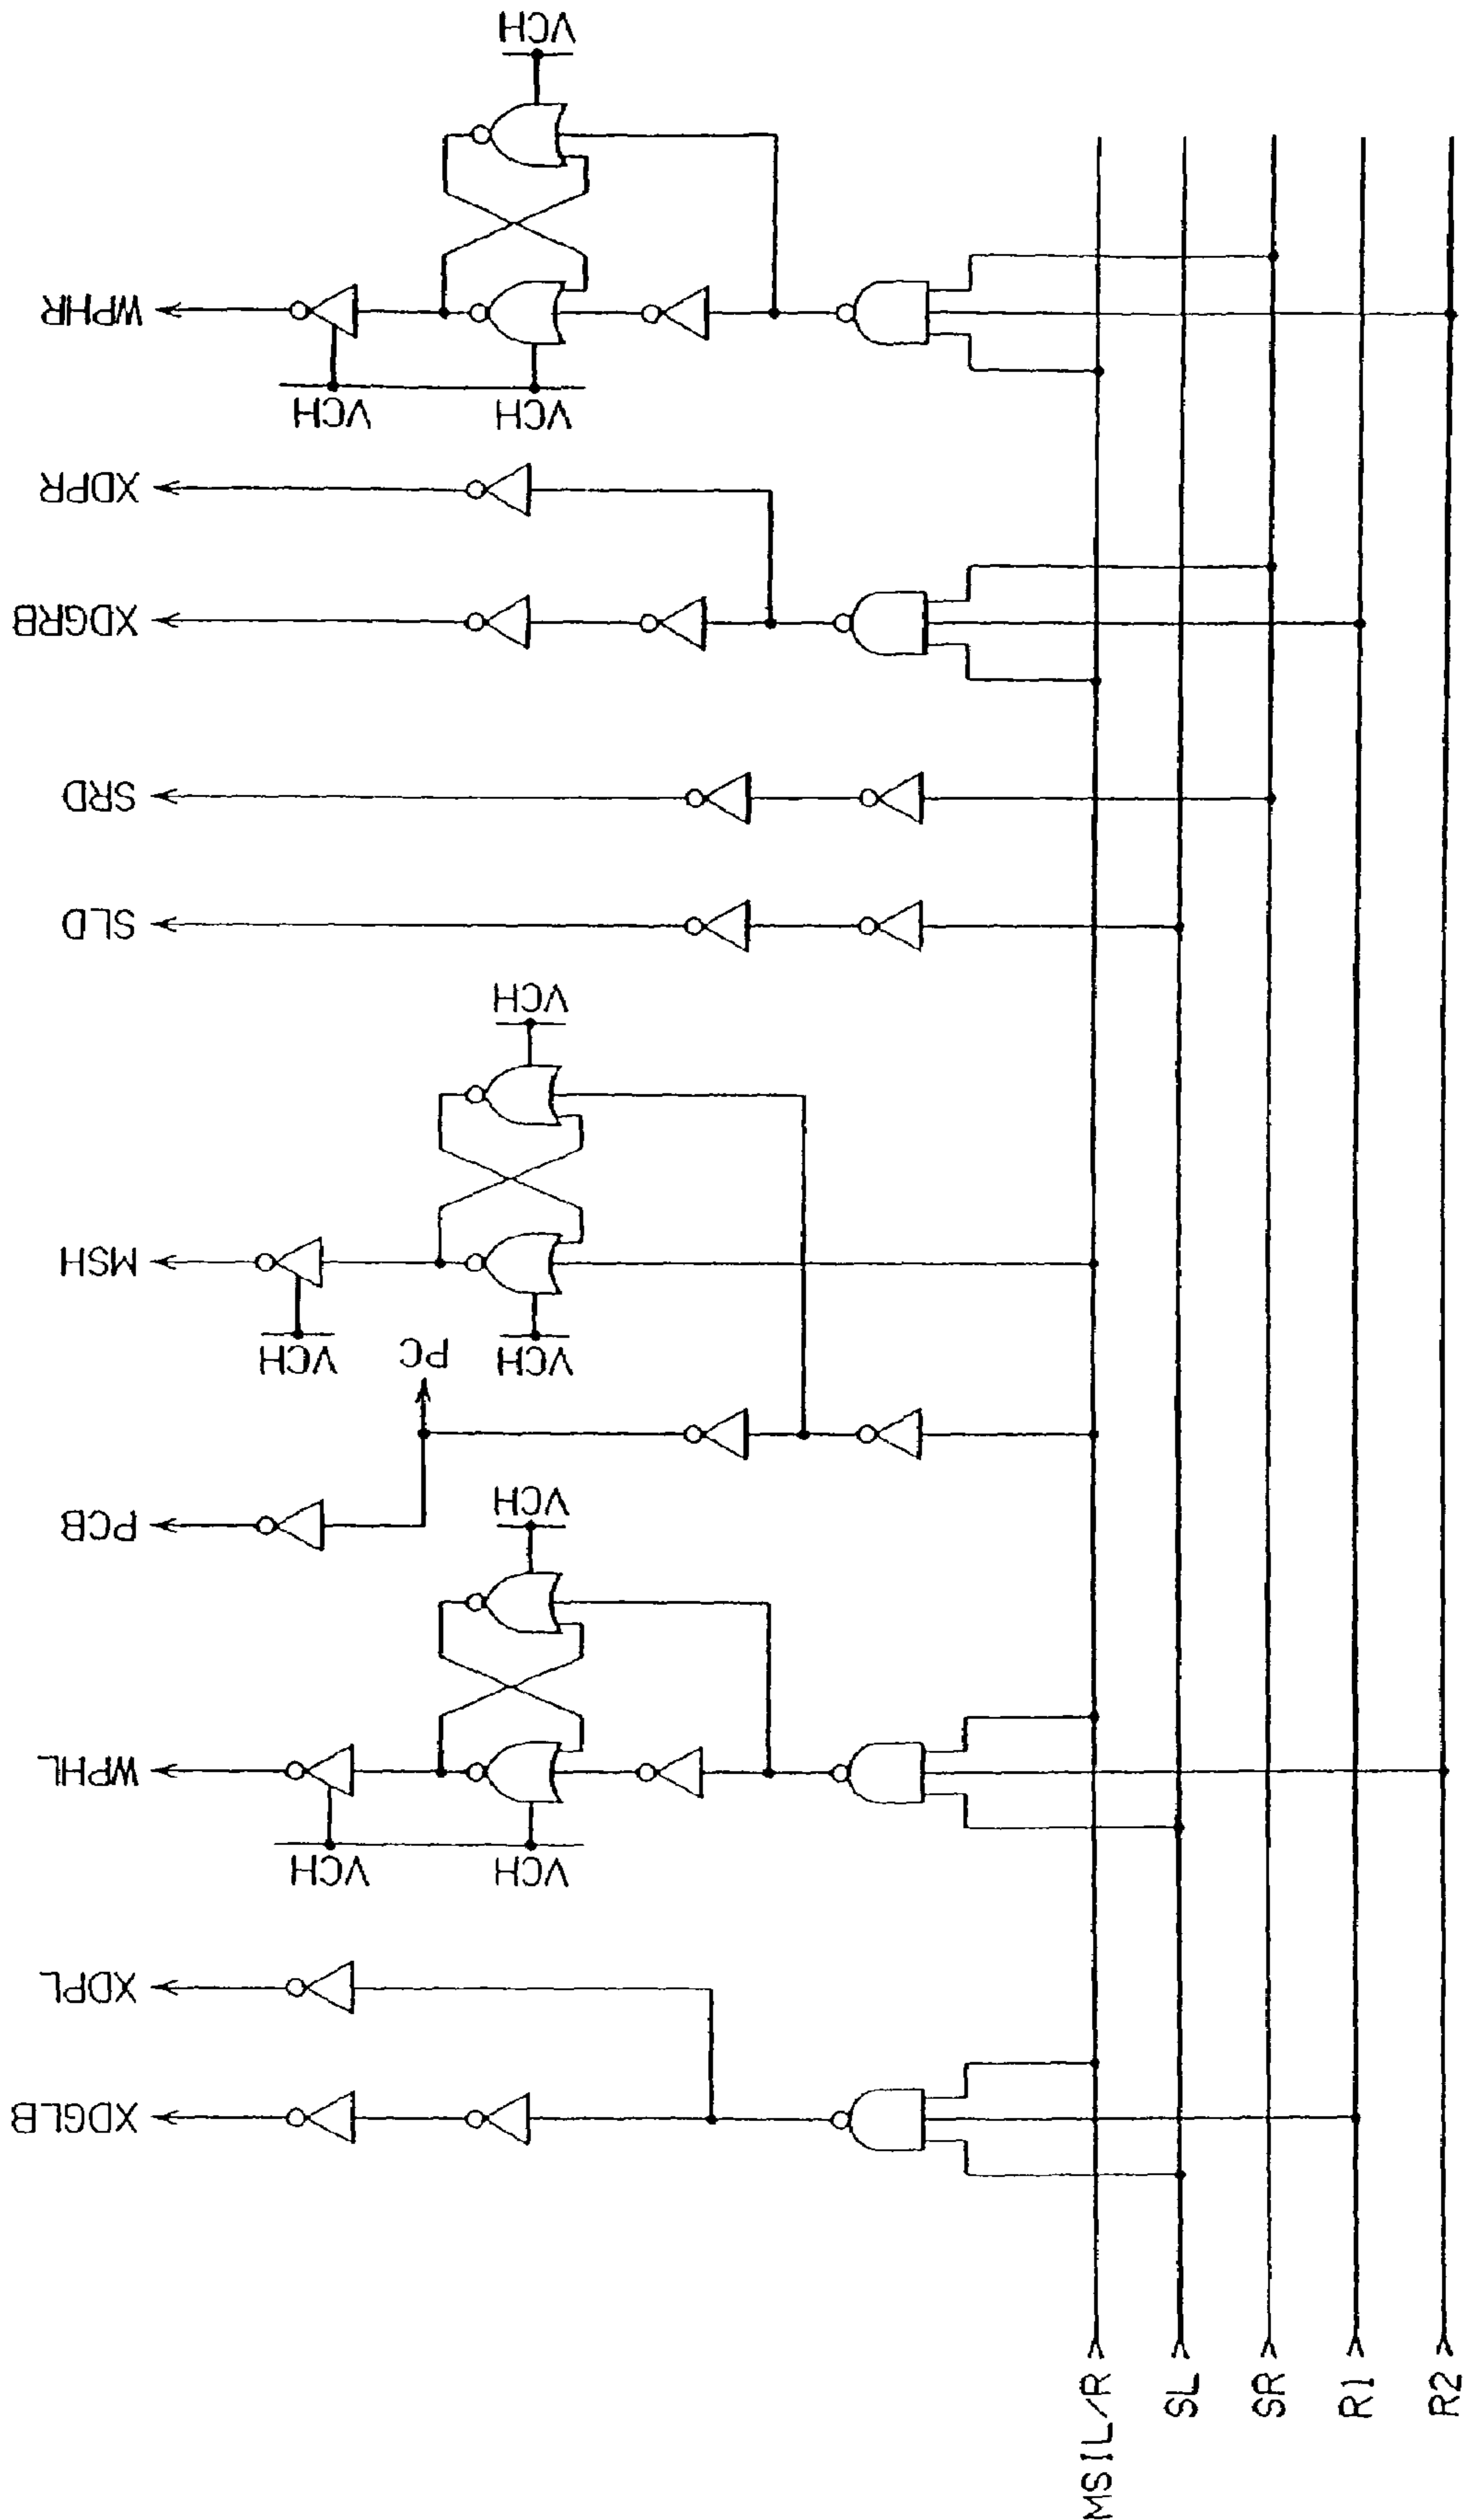 VCH
WPHR
VCH
VCH
XDPR
XDGRB
SRD
SLD
VCH
MSH
VCH
PC
VCH
PCB
VCH
WPHL
VCH
VCH
XDPL
XDGLB
MSIL/R
SL
SR
R1
R2